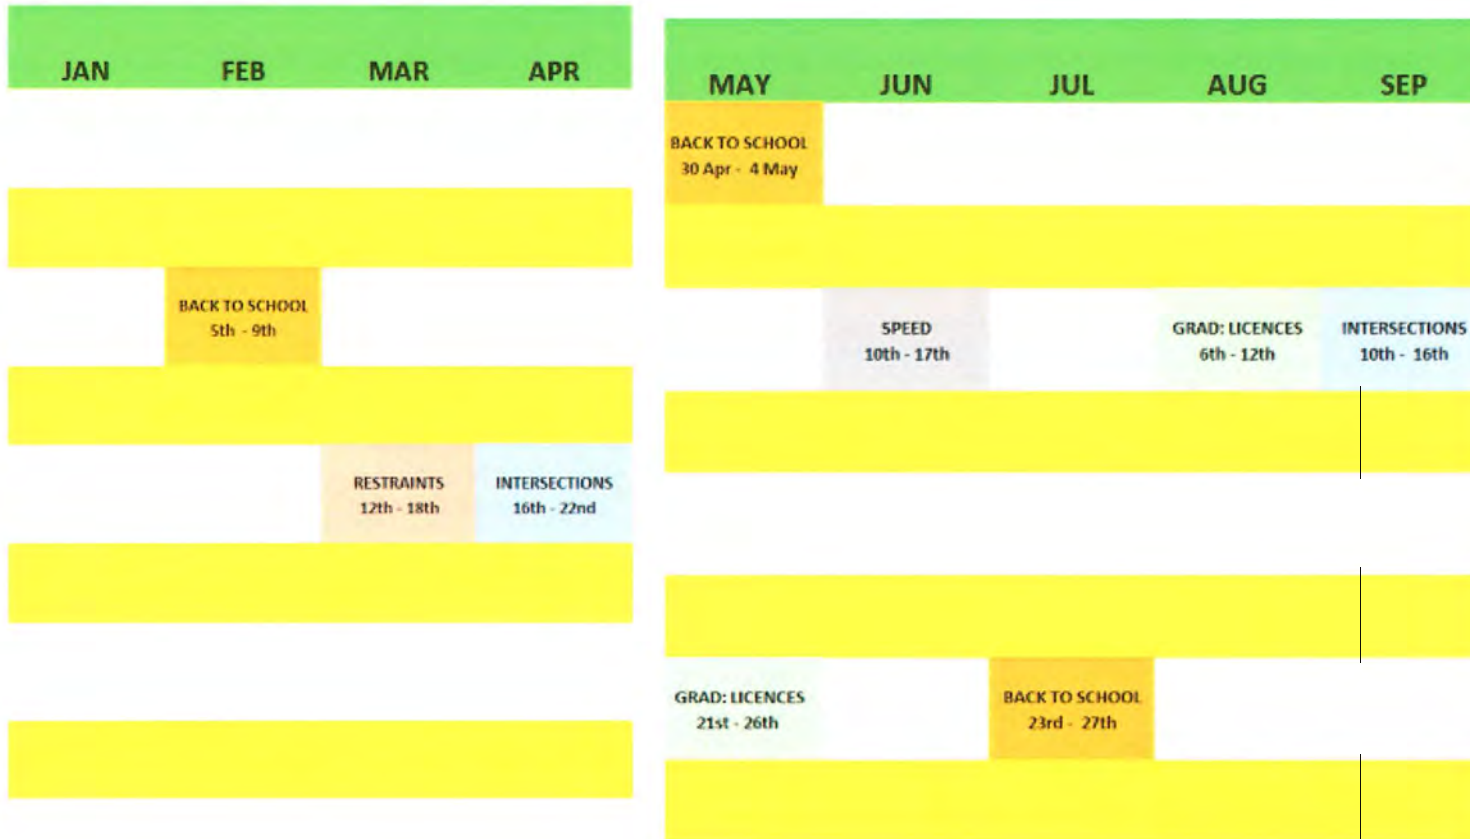 JAN FEB MAR APR
BACK TO SCHOOL
5th - 9th
RESTRAINTS INTERSECTIONS
12th - 18th 16th - 22nd
MAY JUN JUL AUG SEP
BACK TO SCHOOL
30 Apr - 4 May
SPEED GRAD: LICENCES INTERSECTIONS
10th - 17th 6th - 12th 10th - 16th
GRAD: LICENCES BACK TO SCHOOL
21st - 26th 23rd - 27th